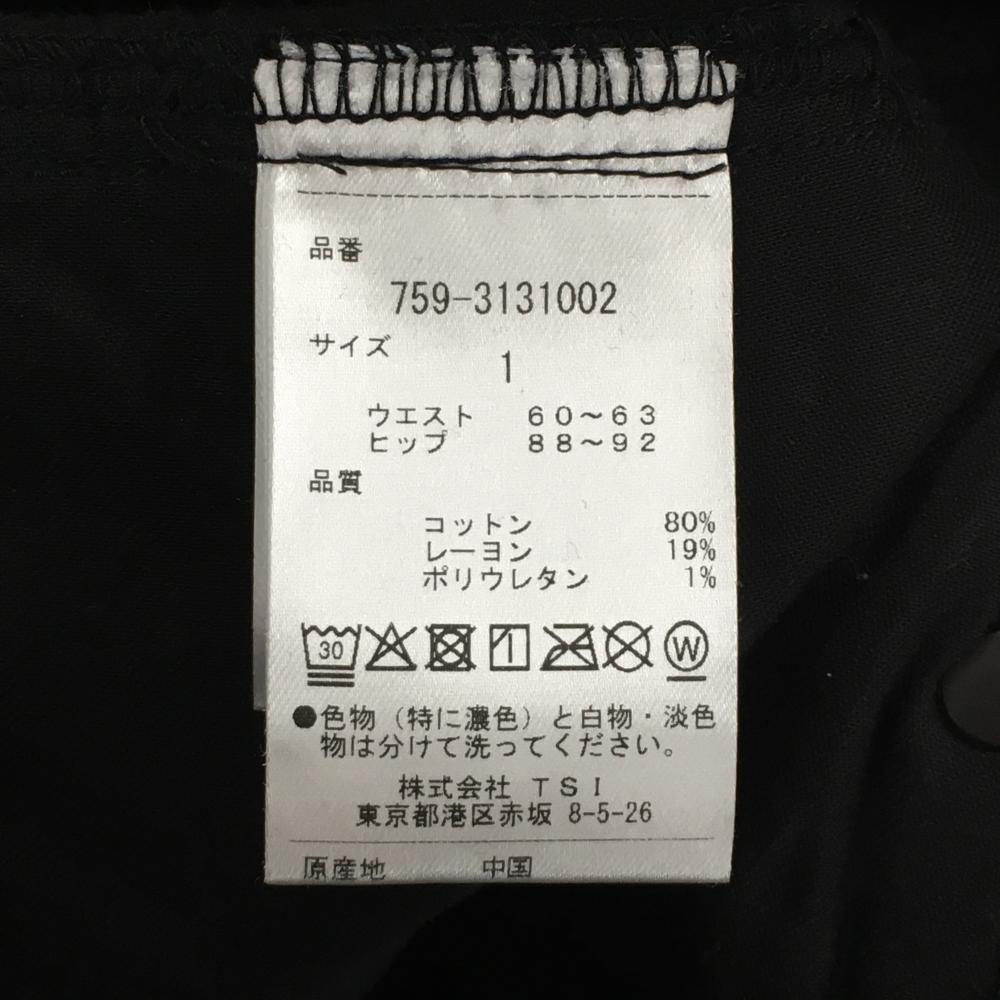 品番
759-3131002
サイズ
1
ウエスト 60～63
ヒップ 88～92
品質
コットン 80%
レーヨン 19%
ポリウレタン 1%
30
W
●色物（特に濃色）と白物・淡色
物は分けて洗ってください。
株式会社 ＴＳＩ
東京都港区赤坂 8-5-26
原産地 中国